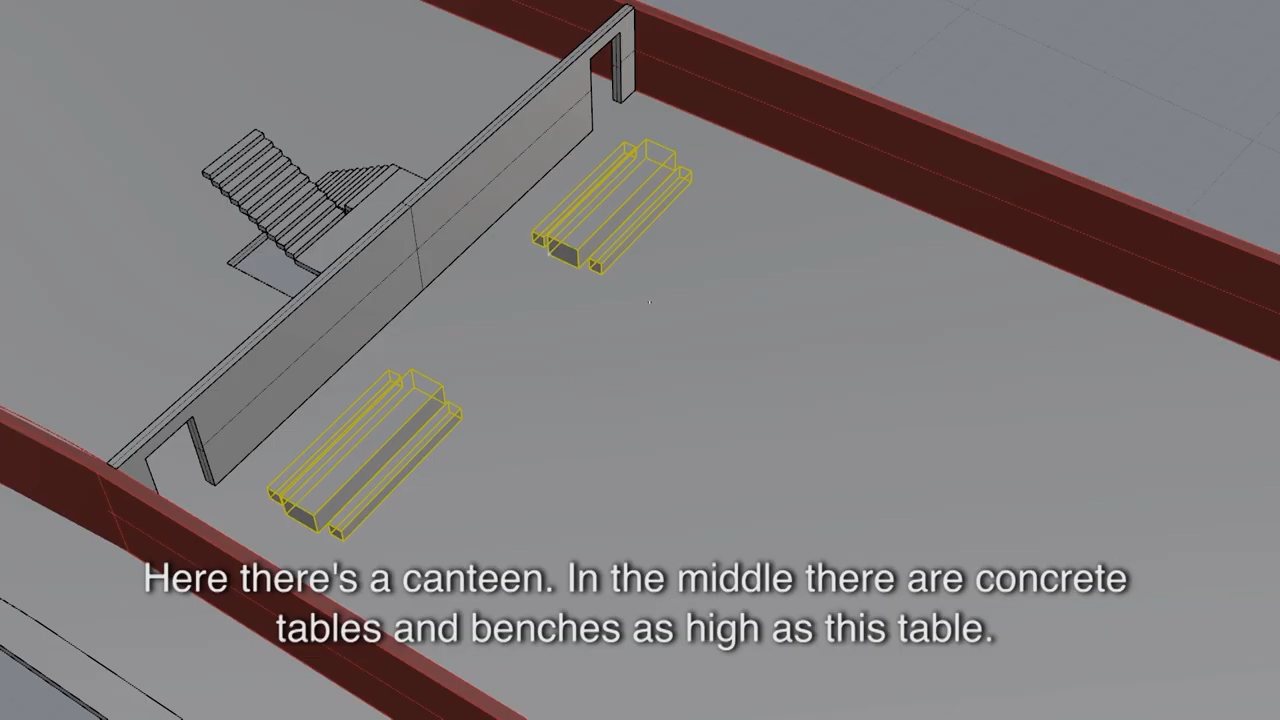 Here there's a canteen. In the middle there are concrete
tables and benches as high as this table.